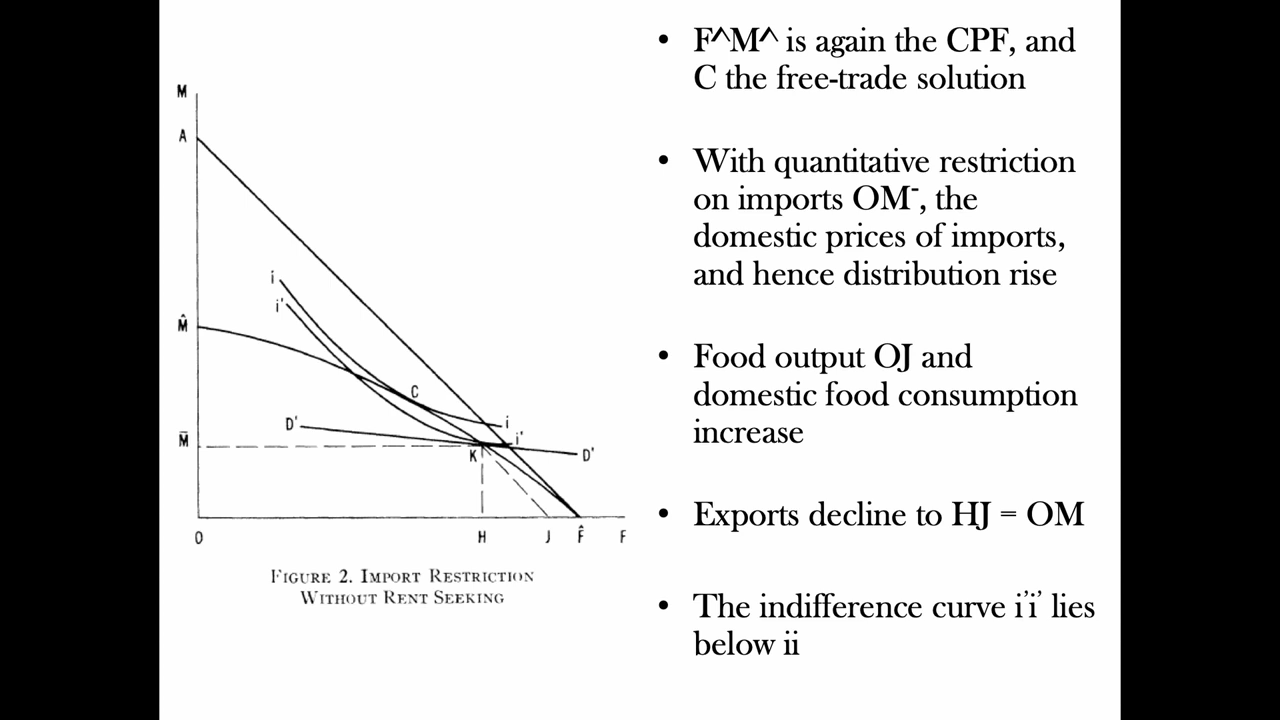 M
A
i
i'
M̂
C
D'
i
M̄
i'
K
D'
O
H
J
F̂
F
FIGURE 2. IMPORT RESTRICTION
WITHOUT RENT SEEKING
• F^M^ is again the CPF, and
C the free-trade solution
• With quantitative restriction
on imports OM⁻, the
domestic prices of imports,
and hence distribution rise
• Food output OJ and
domestic food consumption
increase
• Exports decline to HJ = OM
• The indifference curve i'i' lies
below ii